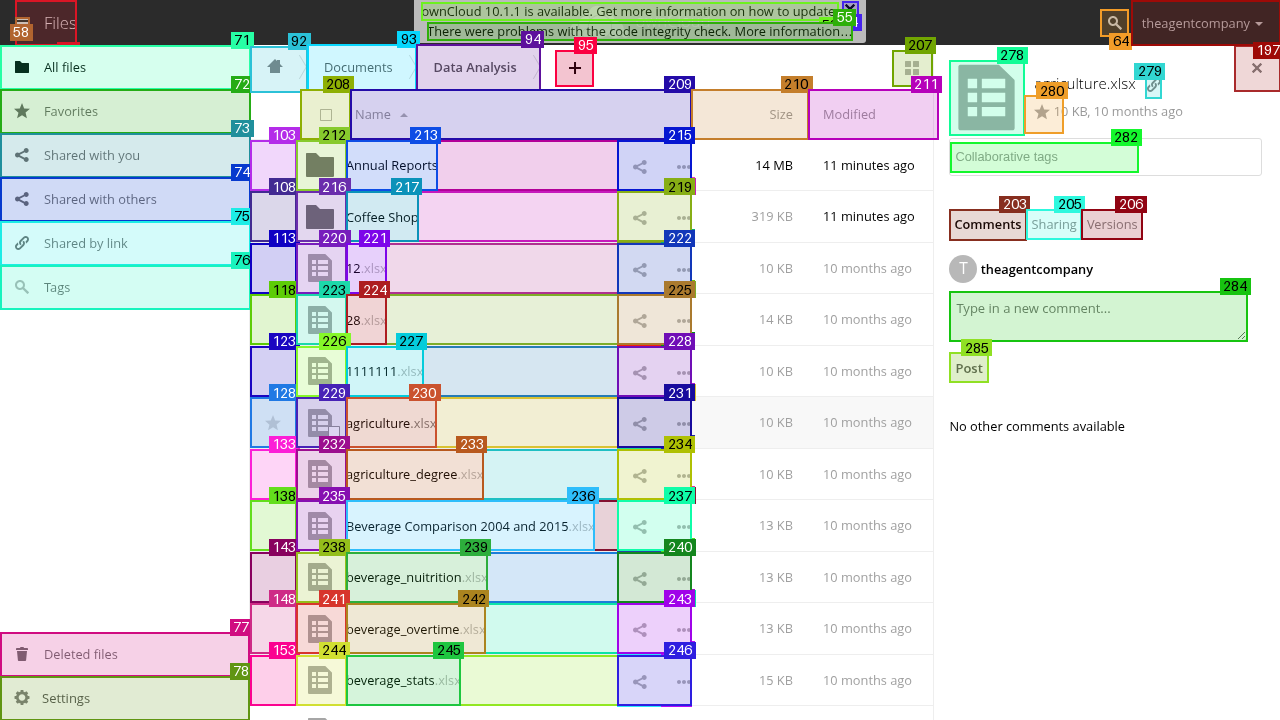 ownCloud 10.1.1 is available. Get more information on how to update
There were problems with the code integrity check. More information...
55
58
Files
64
theagentcompany
71
All files
72
Favorites
73
Shared with you
74
Shared with others
75
Shared by link
76
Tags
77
Deleted files
78
Settings
92
93
Documents
94
Data Analysis
95
+
207
197
208
Name
209
210
Size
211
Modified
103
212
213
Annual Reports
215
14 MB
11 minutes ago
108
216
217
Coffee Shop
219
319 KB
11 minutes ago
113
220
221
12.xlsx
222
10 KB
10 months ago
118
223
224
28.xlsx
225
14 KB
10 months ago
123
226
227
1111111.xlsx
228
10 KB
10 months ago
128
229
230
agriculture.xlsx
231
10 KB
10 months ago
133
232
233
agriculture_degree.xlsx
234
10 KB
10 months ago
138
235
236
Beverage Comparison 2004 and 2015.xlsx
237
13 KB
10 months ago
143
238
239
beverage_nuitrition.xlsx
240
13 KB
10 months ago
148
241
242
beverage_overtime.xlsx
243
13 KB
10 months ago
153
244
245
beverage_stats.xlsx
246
15 KB
10 months ago
278
279
agriculture.xlsx
280
10 KB, 10 months ago
282
Collaborative tags
203
Comments
205
Sharing
206
Versions
T
theagentcompany
284
Type in a new comment...
285
Post
No other comments available